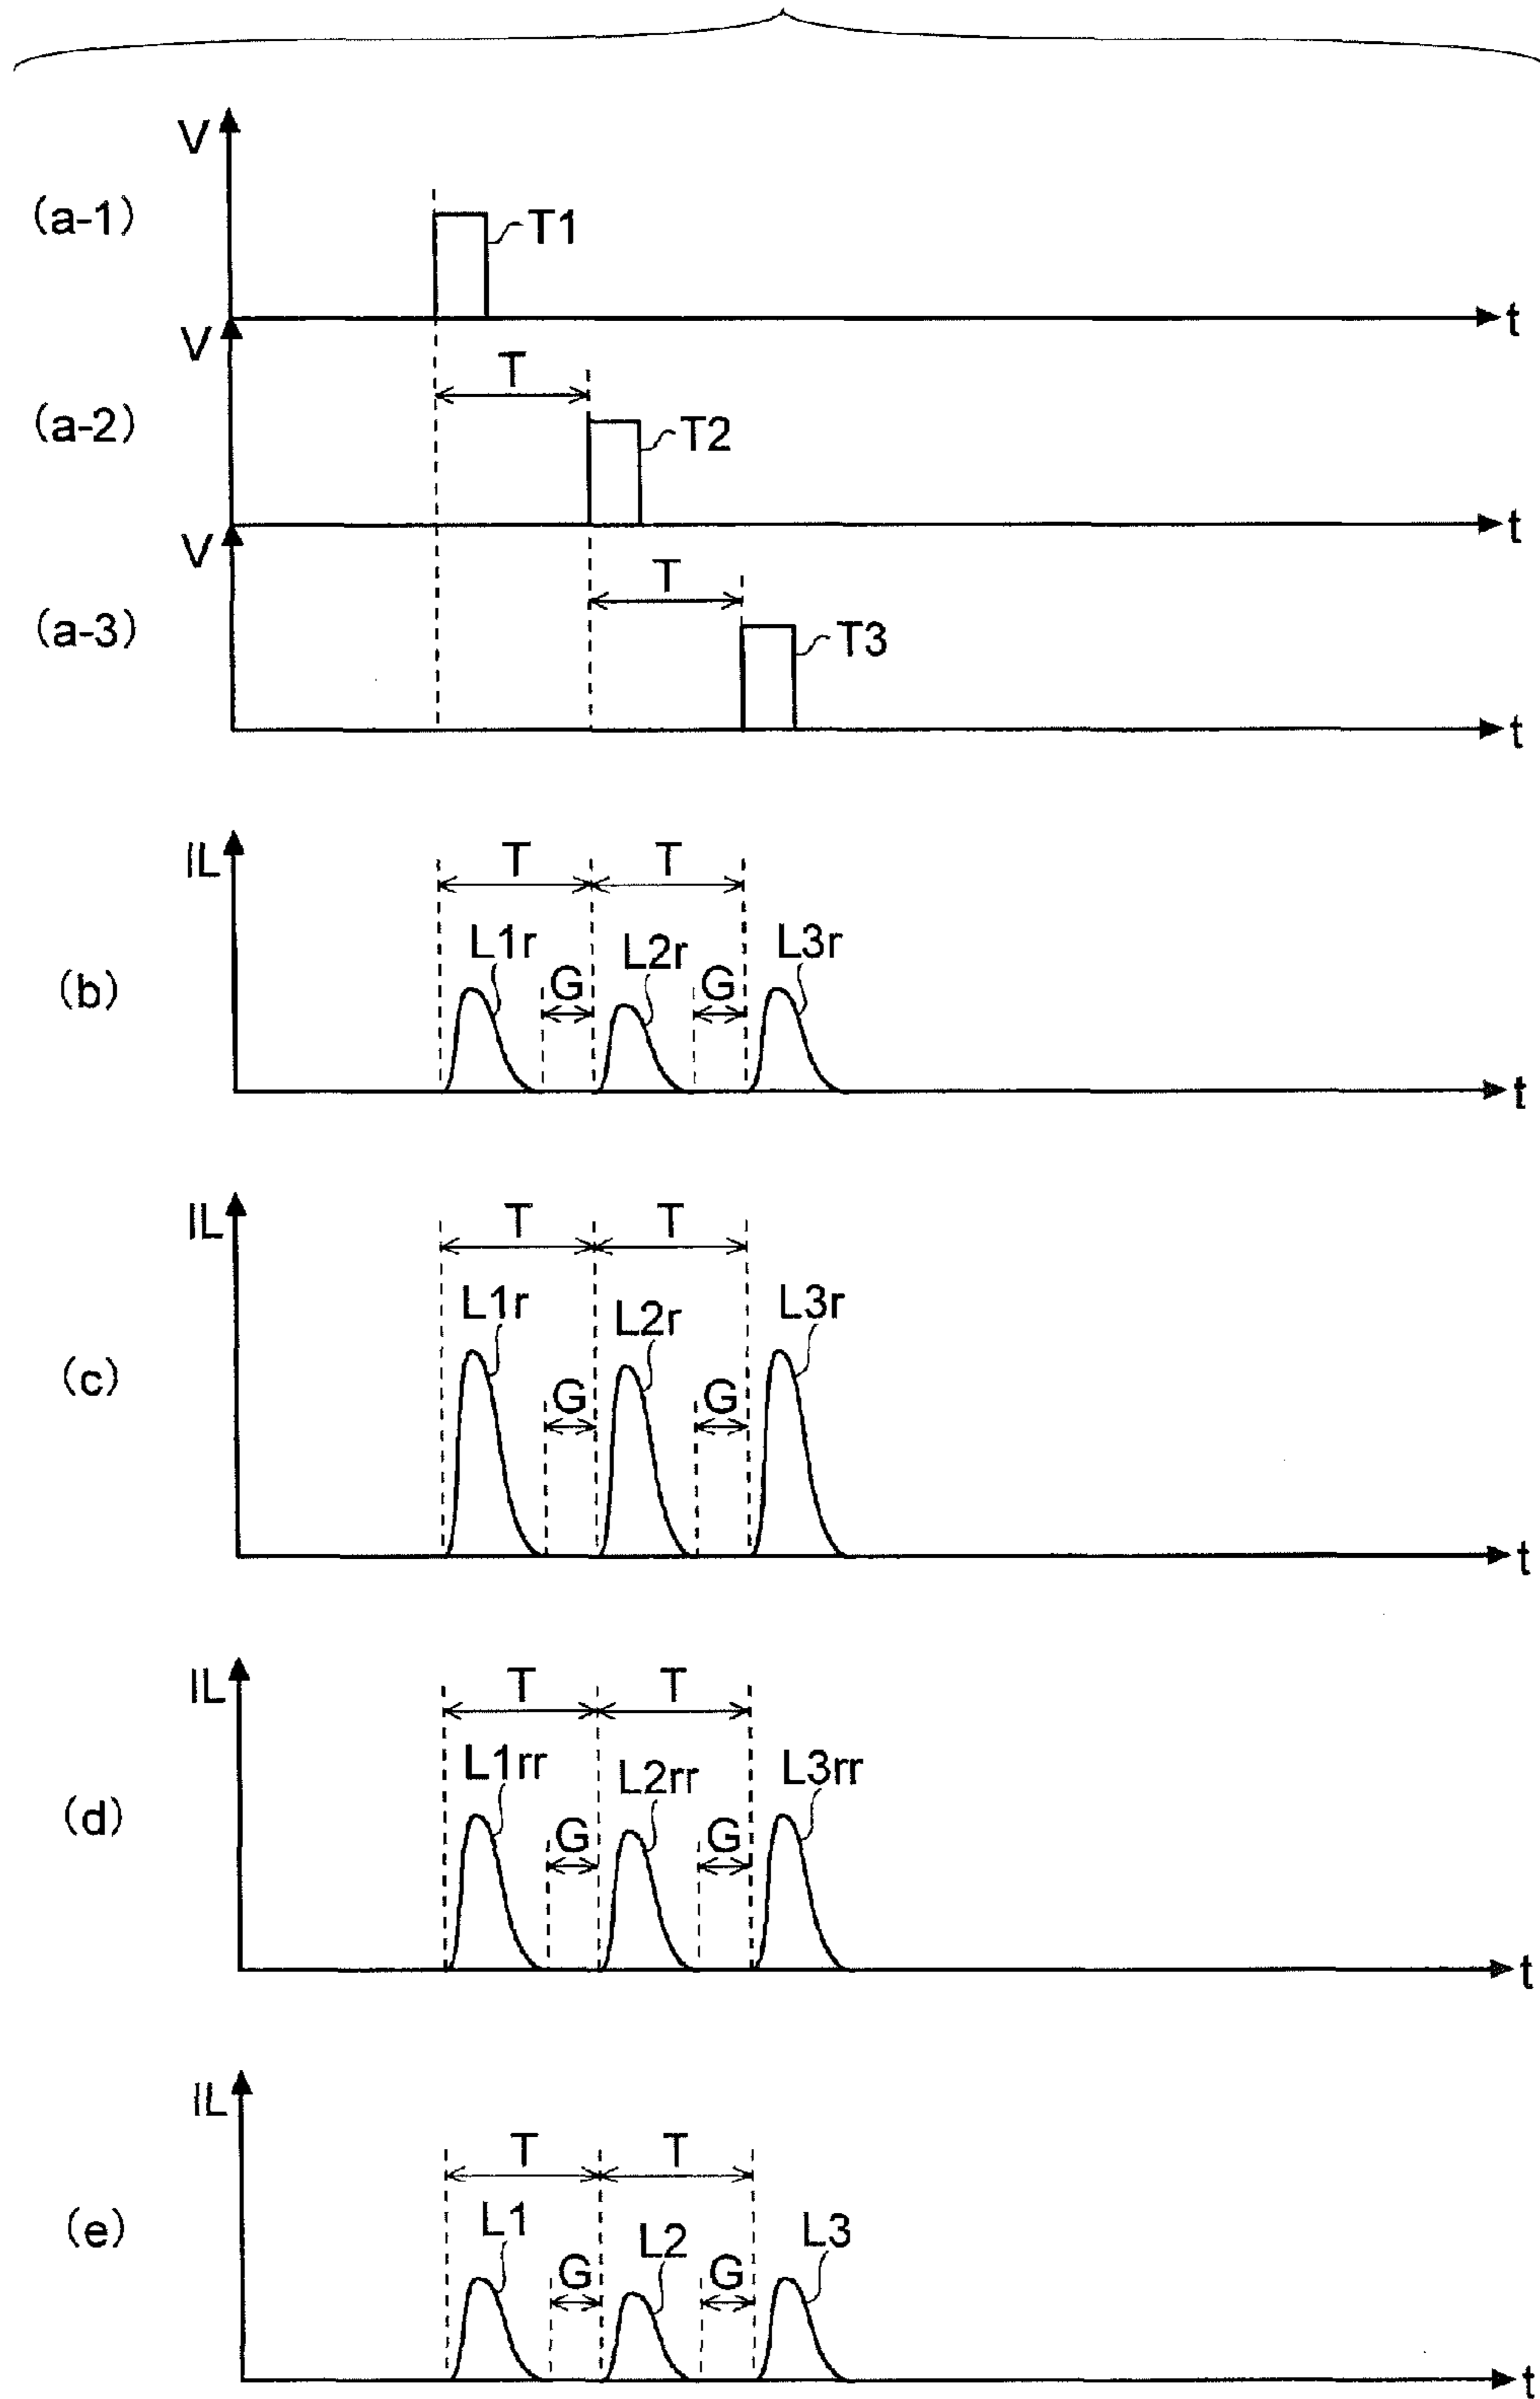 V
(a-1)
T1
t
V
T
(a-2)
T2
t
V
T
(a-3)
T3
t
IL
T T
L1r L2r L3r
G G
(b)
t
IL
T T
L1r L2r L3r
(c)
G G
t
IL
T T
L1rr L2rr L3rr
(d)
G G
t
IL
T T
L1 L2 L3
(e)
G G
t